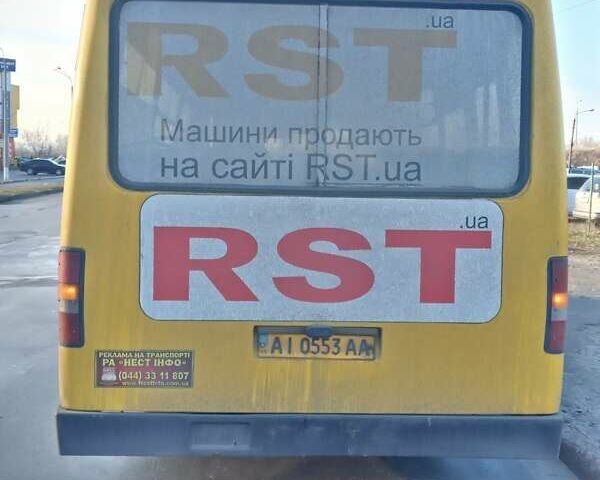 RST.ua
Машини продають
на сайті RST.ua
.ua
RST
AI 0553 AA
РЕКЛАМА НА ТРАНСПОРТІ
РА «НЕСТ ІНФО»
(044) 33 11 807